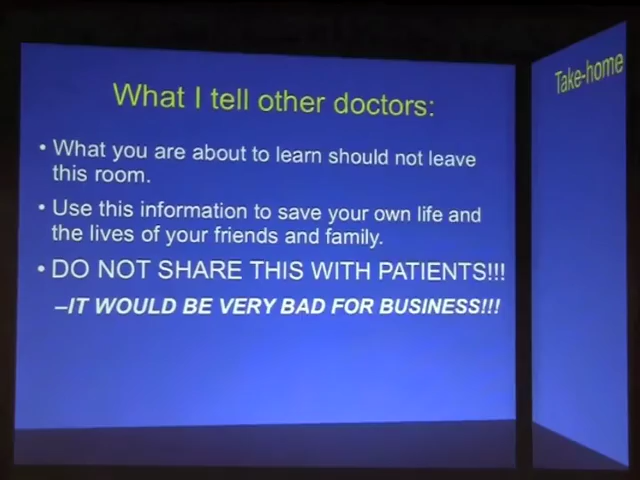 What I tell other doctors:
• What you are about to learn should not leave
this room.
• Use this information to save your own life and
the lives of your friends and family.
• DO NOT SHARE THIS WITH PATIENTS!!!
–IT WOULD BE VERY BAD FOR BUSINESS!!!
Take-home